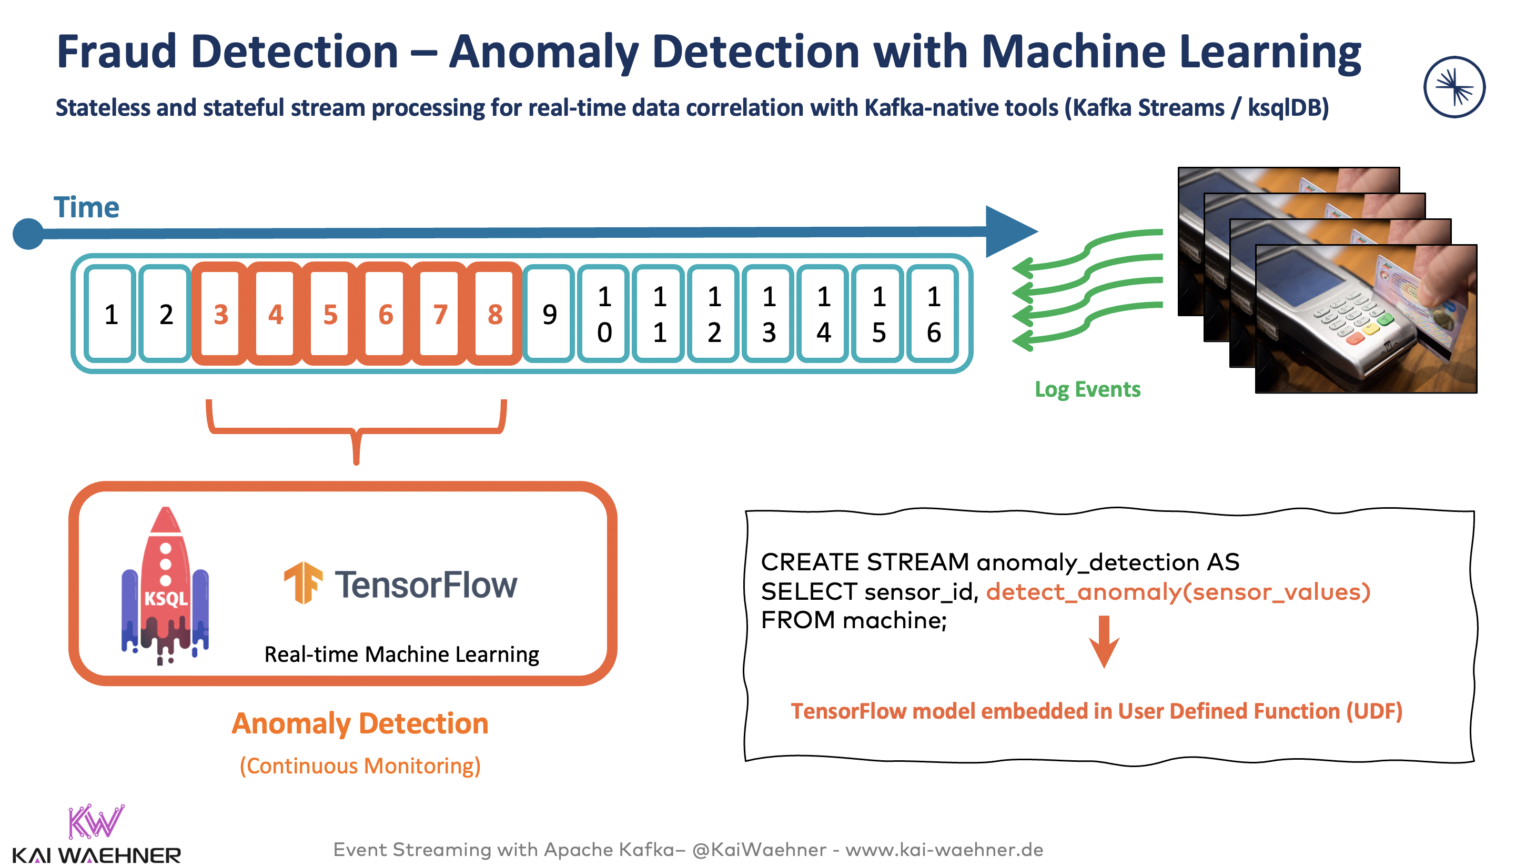 Fraud Detection – Anomaly Detection with Machine Learning
Stateless and stateful stream processing for real-time data correlation with Kafka-native tools (Kafka Streams / ksqlDB)
Time
1 2 3 4 5 6 7 8 9 10 11 12 13 14 15 16
Log Events
KSQL
TensorFlow
Real-time Machine Learning
Anomaly Detection
(Continuous Monitoring)
CREATE STREAM anomaly_detection AS
SELECT sensor_id, detect_anomaly(sensor_values)
FROM machine;
TensorFlow model embedded in User Defined Function (UDF)
KW
KAI WAEHNER
Event Streaming with Apache Kafka– @KaiWaehner - www.kai-waehner.de